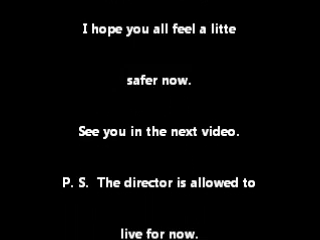 I hope you all feel a litte
safer now.
See you in the next video.
P. S. The director is allowed to
live for now.